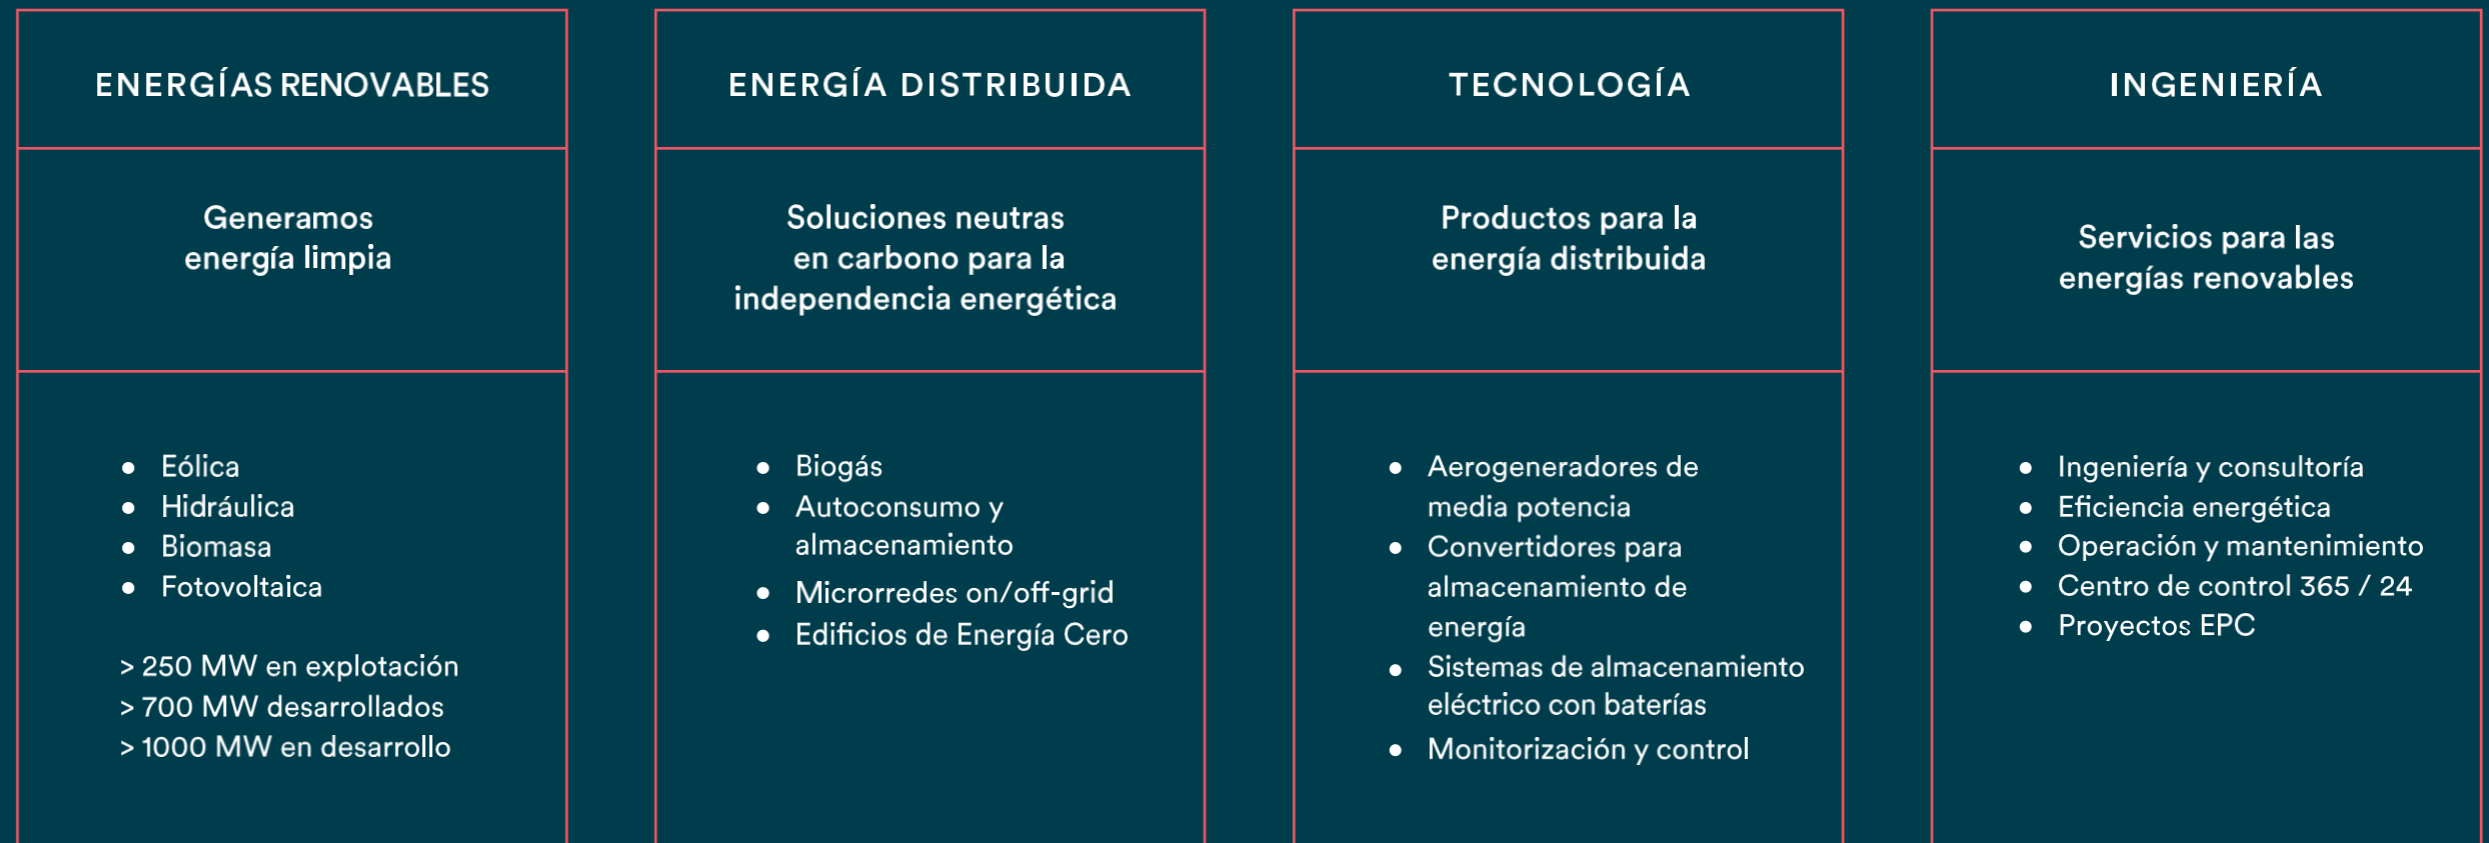 ENERGÍAS RENOVABLES
Generamos
energía limpia
● Eólica
● Hidráulica
● Biomasa
● Fotovoltaica
> 250 MW en explotación
> 700 MW desarrollados
> 1000 MW en desarrollo
ENERGÍA DISTRIBUIDA
Soluciones neutras
en carbono para la
independencia energética
● Biogás
● Autoconsumo y
almacenamiento
● Microrredes on/off-grid
● Edificios de Energía Cero
TECNOLOGÍA
Productos para la
energía distribuida
● Aerogeneradores de
media potencia
● Convertidores para
almacenamiento de
energía
● Sistemas de almacenamiento
eléctrico con baterías
● Monitorización y control
INGENIERÍA
Servicios para las
energías renovables
● Ingeniería y consultoría
● Eficiencia energética
● Operación y mantenimiento
● Centro de control 365 / 24
● Proyectos EPC